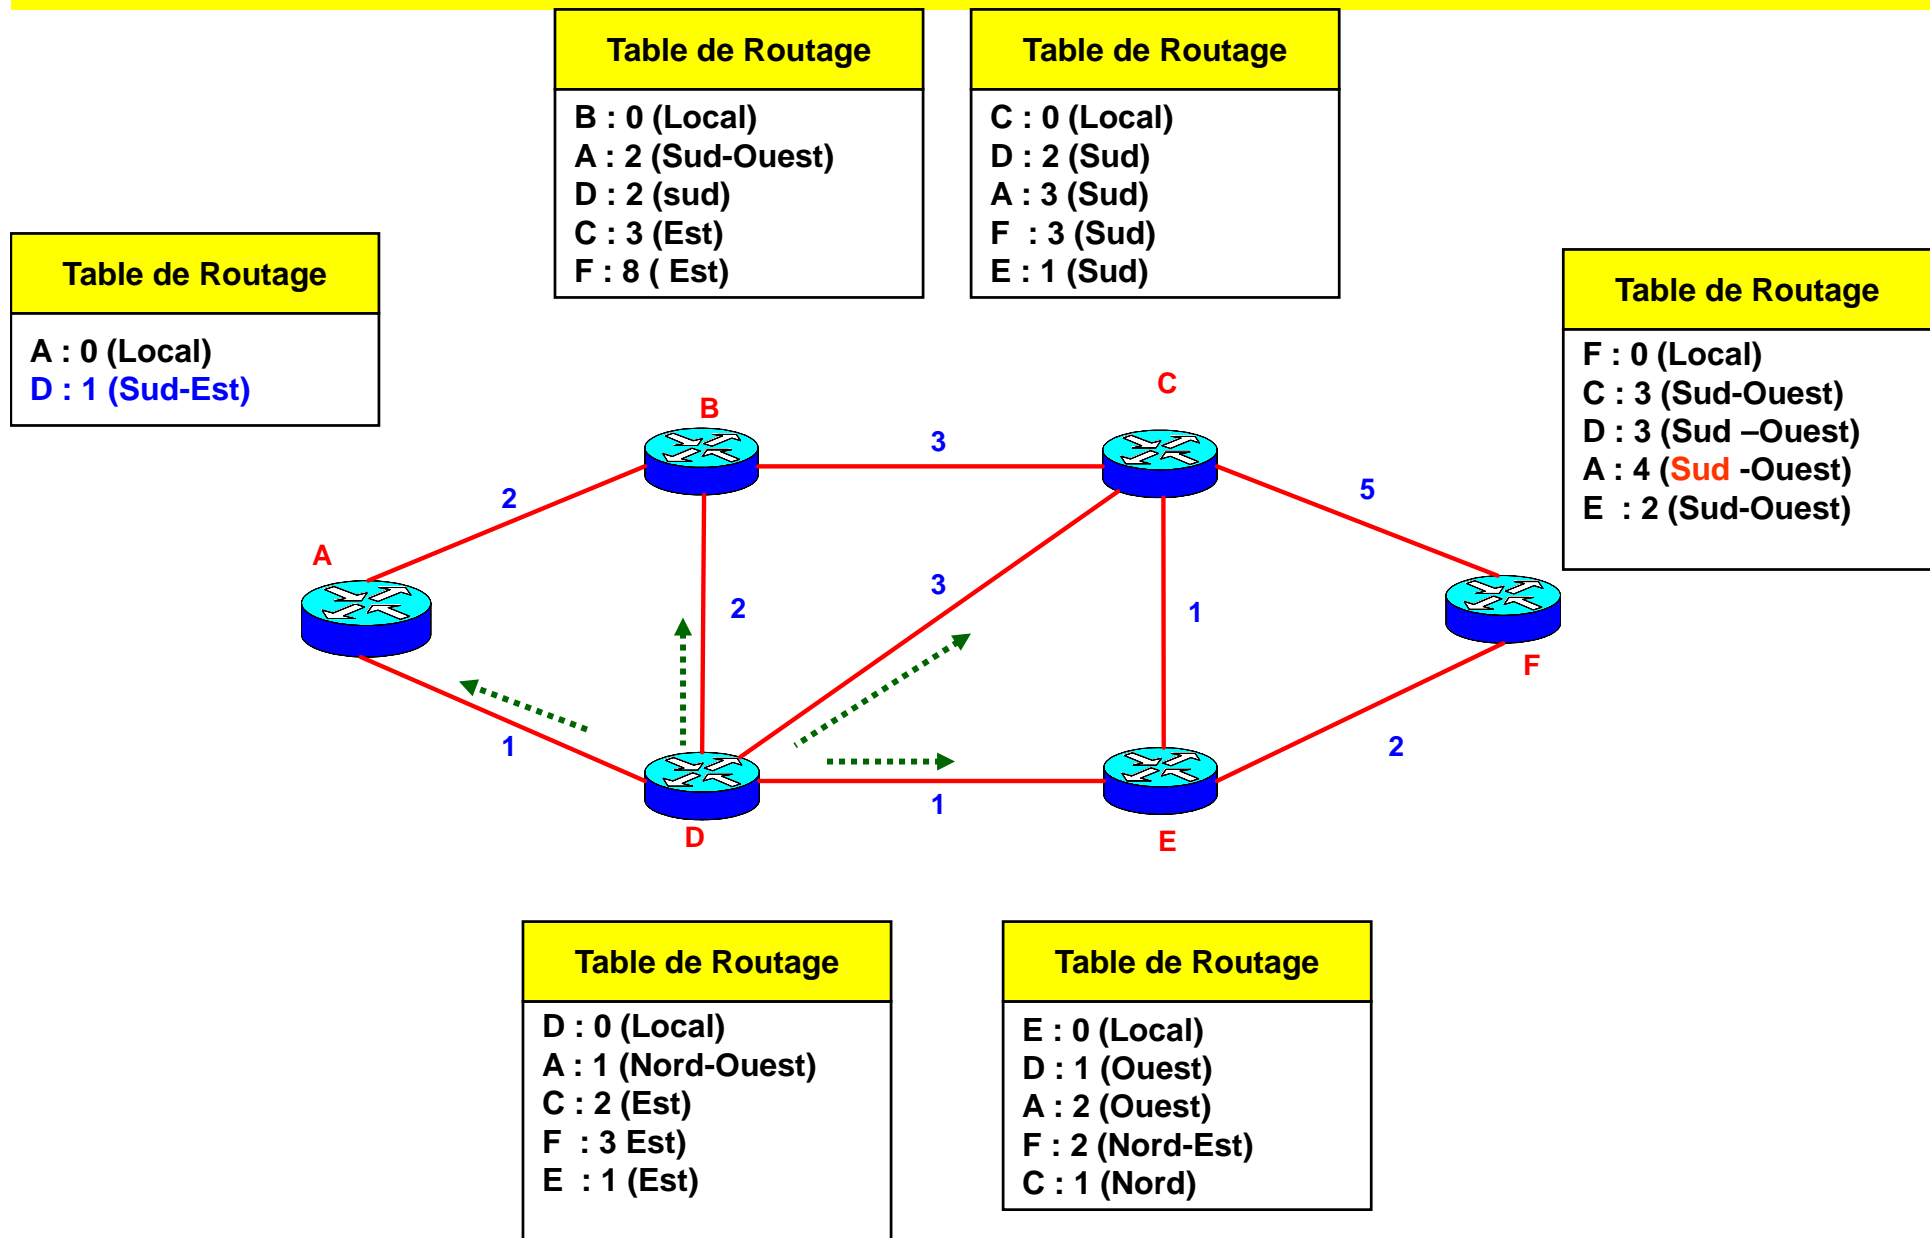 Table de Routage
B : 0 (Local)
A : 2 (Sud-Ouest)
D : 2 (sud)
C : 3 (Est)
F : 8 ( Est)
Table de Routage
C : 0 (Local)
D : 2 (Sud)
A : 3 (Sud)
F : 3 (Sud)
E : 1 (Sud)
Table de Routage
A : 0 (Local)
D : 1 (Sud-Est)
Table de Routage
F : 0 (Local)
C : 3 (Sud-Ouest)
D : 3 (Sud –Ouest)
A : 4 (Sud -Ouest)
E : 2 (Sud-Ouest)
C
B
3
2
5
A
3
2
1
F
1
2
1
D
E
Table de Routage
D : 0 (Local)
A : 1 (Nord-Ouest)
C : 2 (Est)
F : 3 Est)
E : 1 (Est)
Table de Routage
E : 0 (Local)
D : 1 (Ouest)
A : 2 (Ouest)
F : 2 (Nord-Est)
C : 1 (Nord)